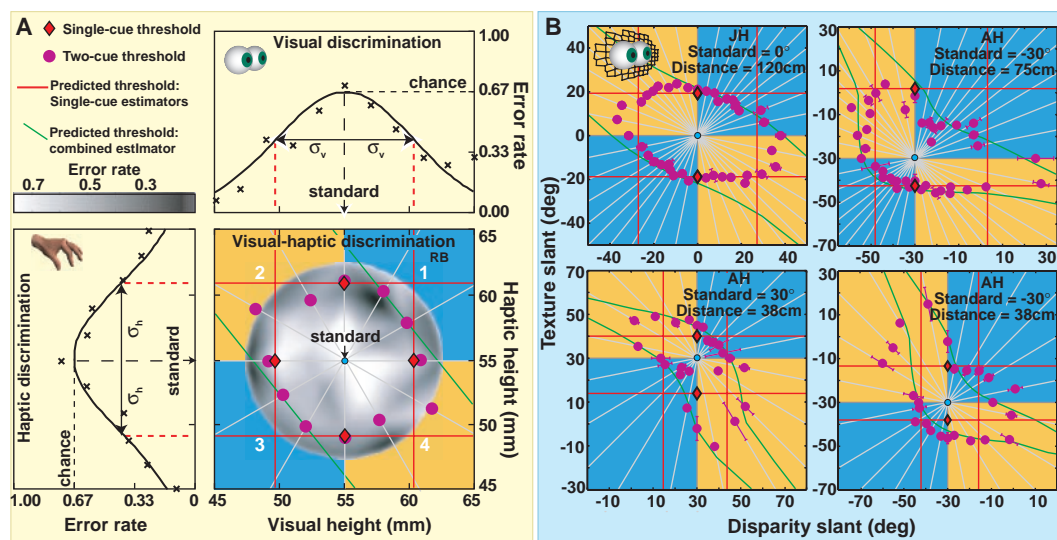 A
Single-cue threshold
Two-cue threshold
Predicted threshold:
Single-cue estimators
Predicted threshold:
combined estimator
Error rate
0.7 0.5 0.3
Visual discrimination
chance
σv σv
standard
1.00
0.67
0.33
0.00
Error rate
Haptic discrimination
σh
σh
standard
chance
1.00 0.67 0.33 0
Error rate
Visual-haptic discrimination
RB
2 1
standard
3 4
65
60
55
50
45
Haptic height (mm)
45 50 55 60 65
Visual height (mm)
B
JH
Standard = 0°
Distance = 120cm
40
20
0
-20
-40
-40 -20 0 20 40
AH
Standard = -30°
Distance = 75cm
10
-10
-30
-50
-70
-50 -30 -10 10 30
AH
Standard = 30°
Distance = 38cm
70
50
30
10
-10
-30
-20 0 20 40 60
AH
Standard = -30°
Distance = 38cm
30
10
-10
-30
-50
-70
-70 -50 -30 -10 10
Texture slant (deg)
Disparity slant (deg)